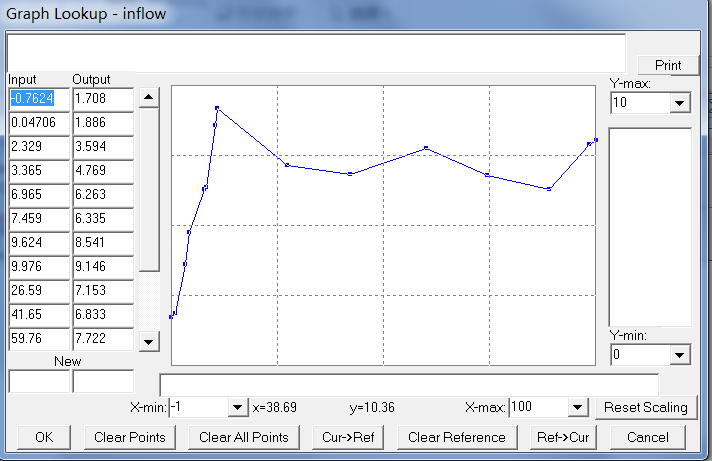 Graph Lookup - inflow
Print
Input Output
Y-max:
-0.7624 1.708
10
0.04706 1.886
2.329 3.594
3.365 4.769
6.965 6.263
7.459 6.335
9.624 8.541
9.976 9.146
26.59 7.153
41.65 6.833
59.76 7.722
Y-min:
0
New
X-min: -1 x=38.69 y=10.36 X-max: 100 Reset Scaling
OK Clear Points Clear All Points Cur->Ref Clear Reference Ref->Cur Cancel